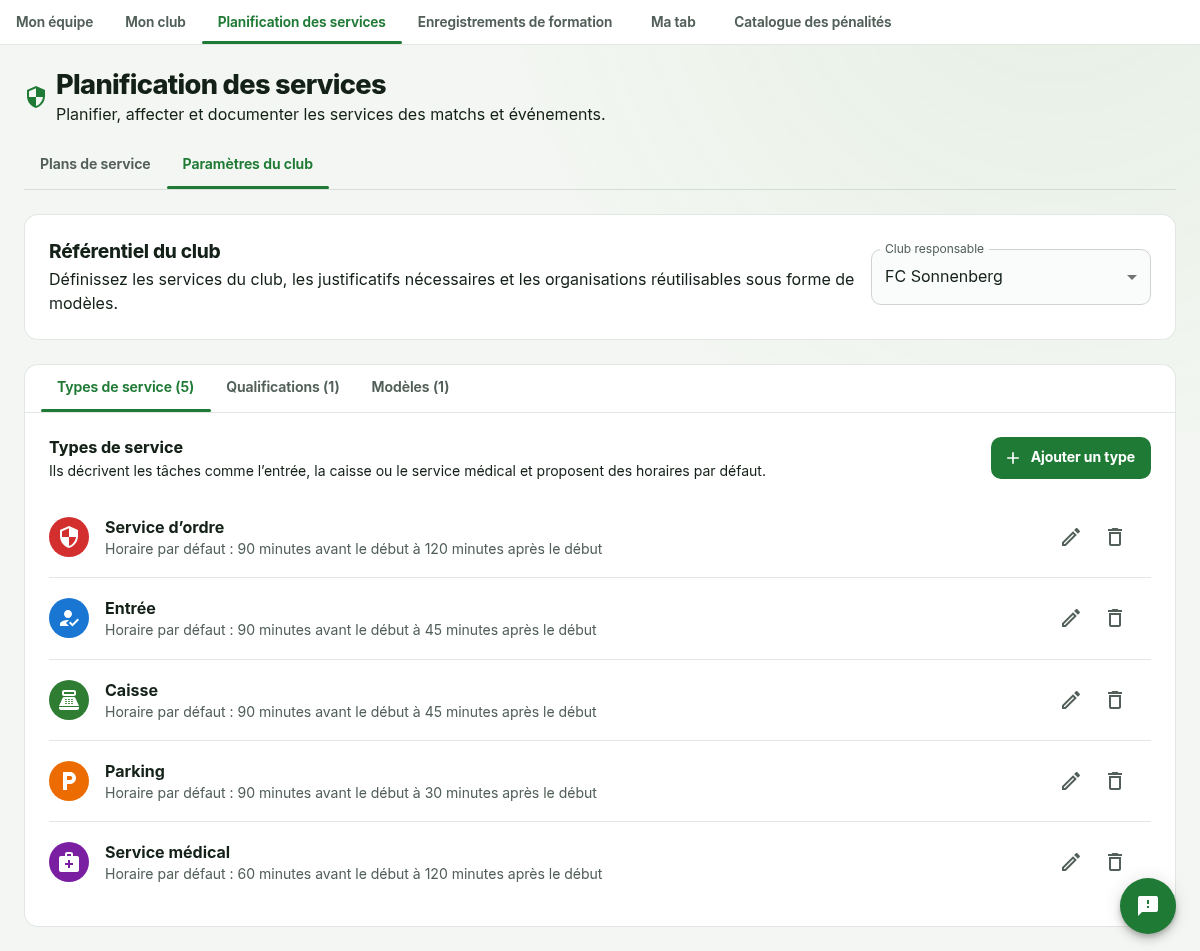 Mon équipe
Mon club
Planification des services
Enregistrements de formation
Ma tab
Catalogue des pénalités
Planification des services
Planifier, affecter et documenter les services des matchs et événements.
Plans de service
Paramètres du club
Référentiel du club
Définissez les services du club, les justificatifs nécessaires et les organisations réutilisables sous forme de
modèles.
Club responsable
FC Sonnenberg
Types de service (5)
Qualifications (1)
Modèles (1)
Types de service
Ils décrivent les tâches comme l’entrée, la caisse ou le service médical et proposent des horaires par défaut.
Ajouter un type
Service d’ordre
Horaire par défaut : 90 minutes avant le début à 120 minutes après le début
Entrée
Horaire par défaut : 90 minutes avant le début à 45 minutes après le début
Caisse
Horaire par défaut : 90 minutes avant le début à 45 minutes après le début
P
Parking
Horaire par défaut : 90 minutes avant le début à 30 minutes après le début
Service médical
Horaire par défaut : 60 minutes avant le début à 120 minutes après le début